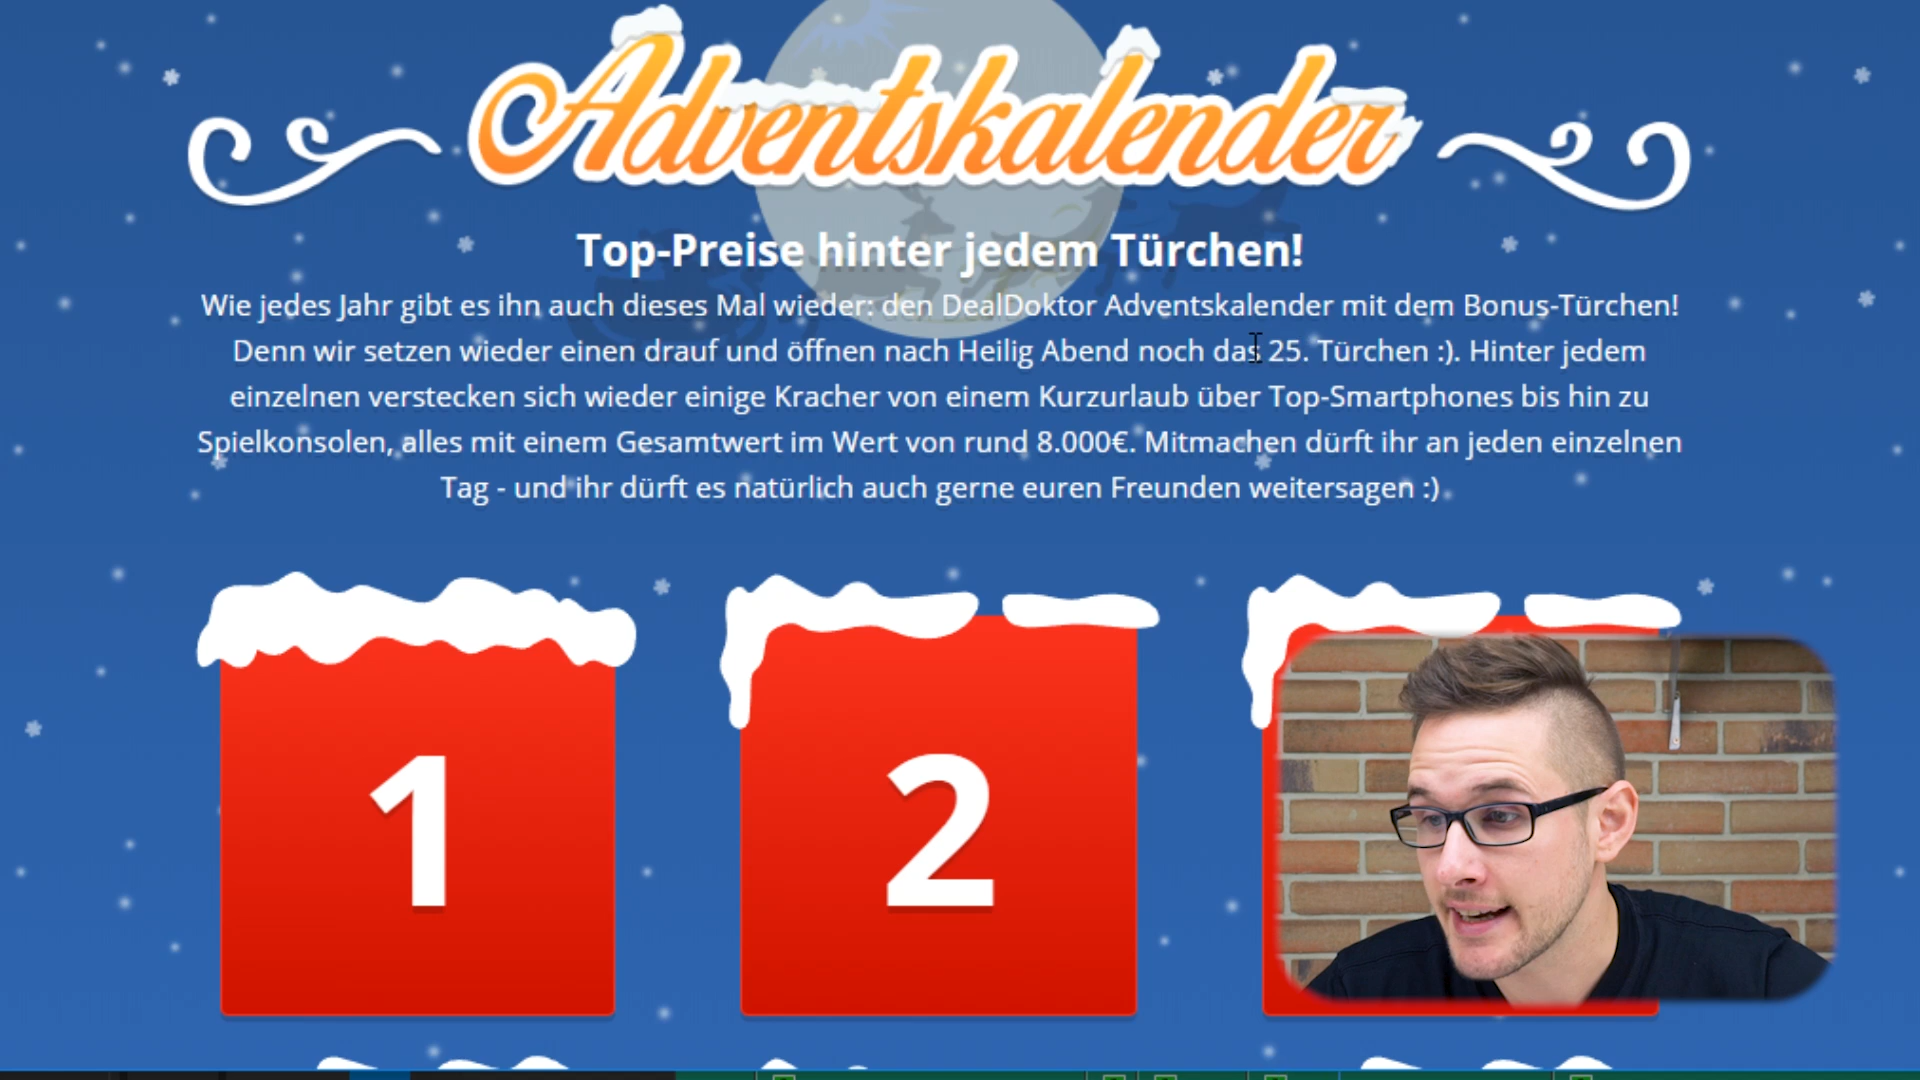 Adventskalender
Top-Preise hinter jedem Türchen!
Wie jedes Jahr gibt es ihn auch dieses Mal wieder: den DealDoktor Adventskalender mit dem Bonus-Türchen!
Denn wir setzen wieder einen drauf und öffnen nach Heilig Abend noch das 25. Türchen :). Hinter jedem
einzelnen verstecken sich wieder einige Kracher von einem Kurzurlaub über Top-Smartphones bis hin zu
Spielkonsolen, alles mit einem Gesamtwert im Wert von rund 8.000€. Mitmachen dürft ihr an jeden einzelnen
Tag - und ihr dürft es natürlich auch gerne euren Freunden weitersagen :)
1
2